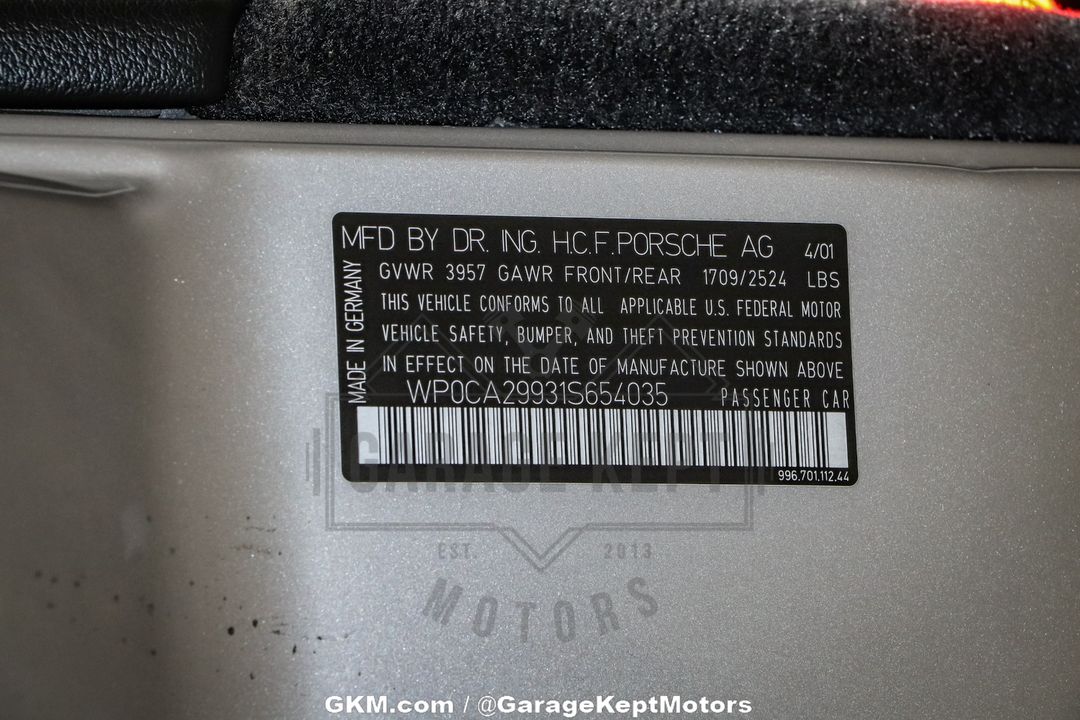 MFD BY DR. ING. H.C.F. PORSCHE AG 4/01
GVWR 3957 GAWR FRONT/REAR 1709/2524 LBS
THIS VEHICLE CONFORMS TO ALL APPLICABLE U.S. FEDERAL MOTOR
VEHICLE SAFETY, BUMPER, AND THEFT PREVENTION STANDARDS
IN EFFECT ON THE DATE OF MANUFACTURE SHOWN ABOVE
WP0CA29931S654035 PASSENGER CAR
MADE IN GERMANY
996.701.112.44
GARAGE KEPT
EST. 2013
MOTORS
GKM.com / @GarageKeptMotors